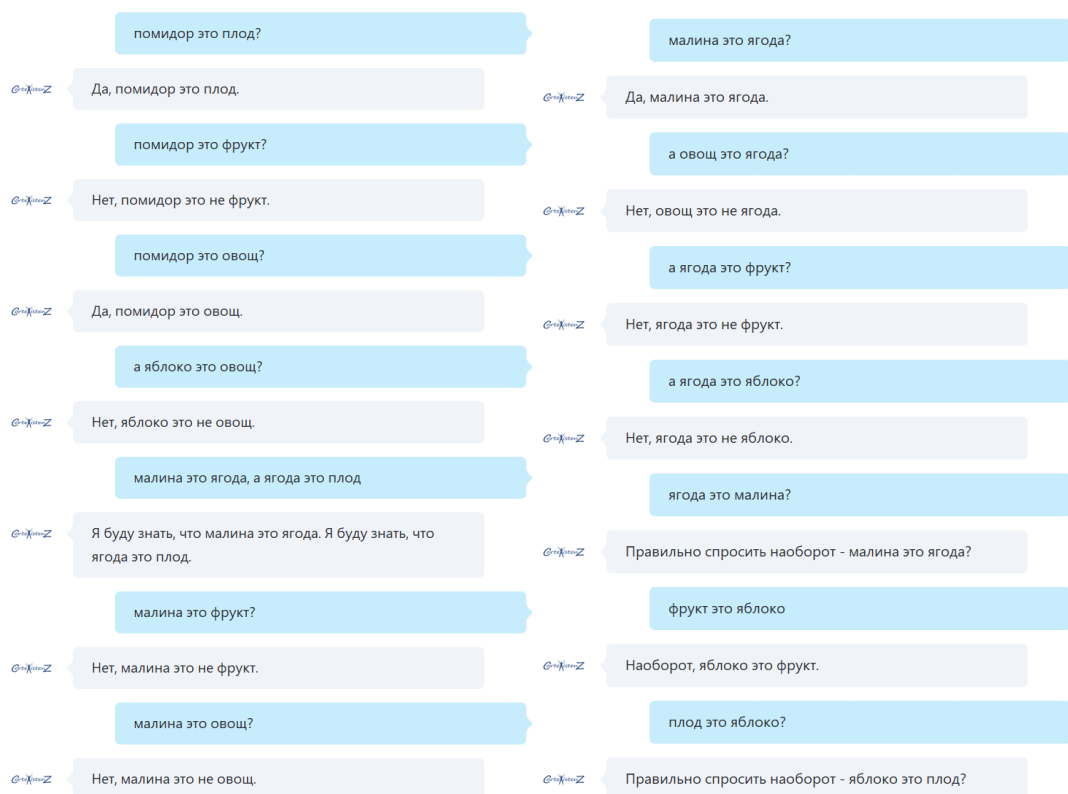 помидор это плод?
Да, помидор это плод.
помидор это фрукт?
Нет, помидор это не фрукт.
помидор это овощ?
Да, помидор это овощ.
а яблоко это овощ?
Нет, яблоко это не овощ.
малина это ягода, а ягода это плод
Я буду знать, что малина это ягода. Я буду знать, что
ягода это плод.
малина это фрукт?
Нет, малина это не фрукт.
малина это овощ?
Нет, малина это не овощ.
малина это ягода?
Да, малина это ягода.
а овощ это ягода?
Нет, овощ это не ягода.
а ягода это фрукт?
Нет, ягода это не фрукт.
а ягода это яблоко?
Нет, ягода это не яблоко.
ягода это малина?
Правильно спросить наоборот - малина это ягода?
фрукт это яблоко
Наоборот, яблоко это фрукт.
плод это яблоко?
Правильно спросить наоборот - яблоко это плод?